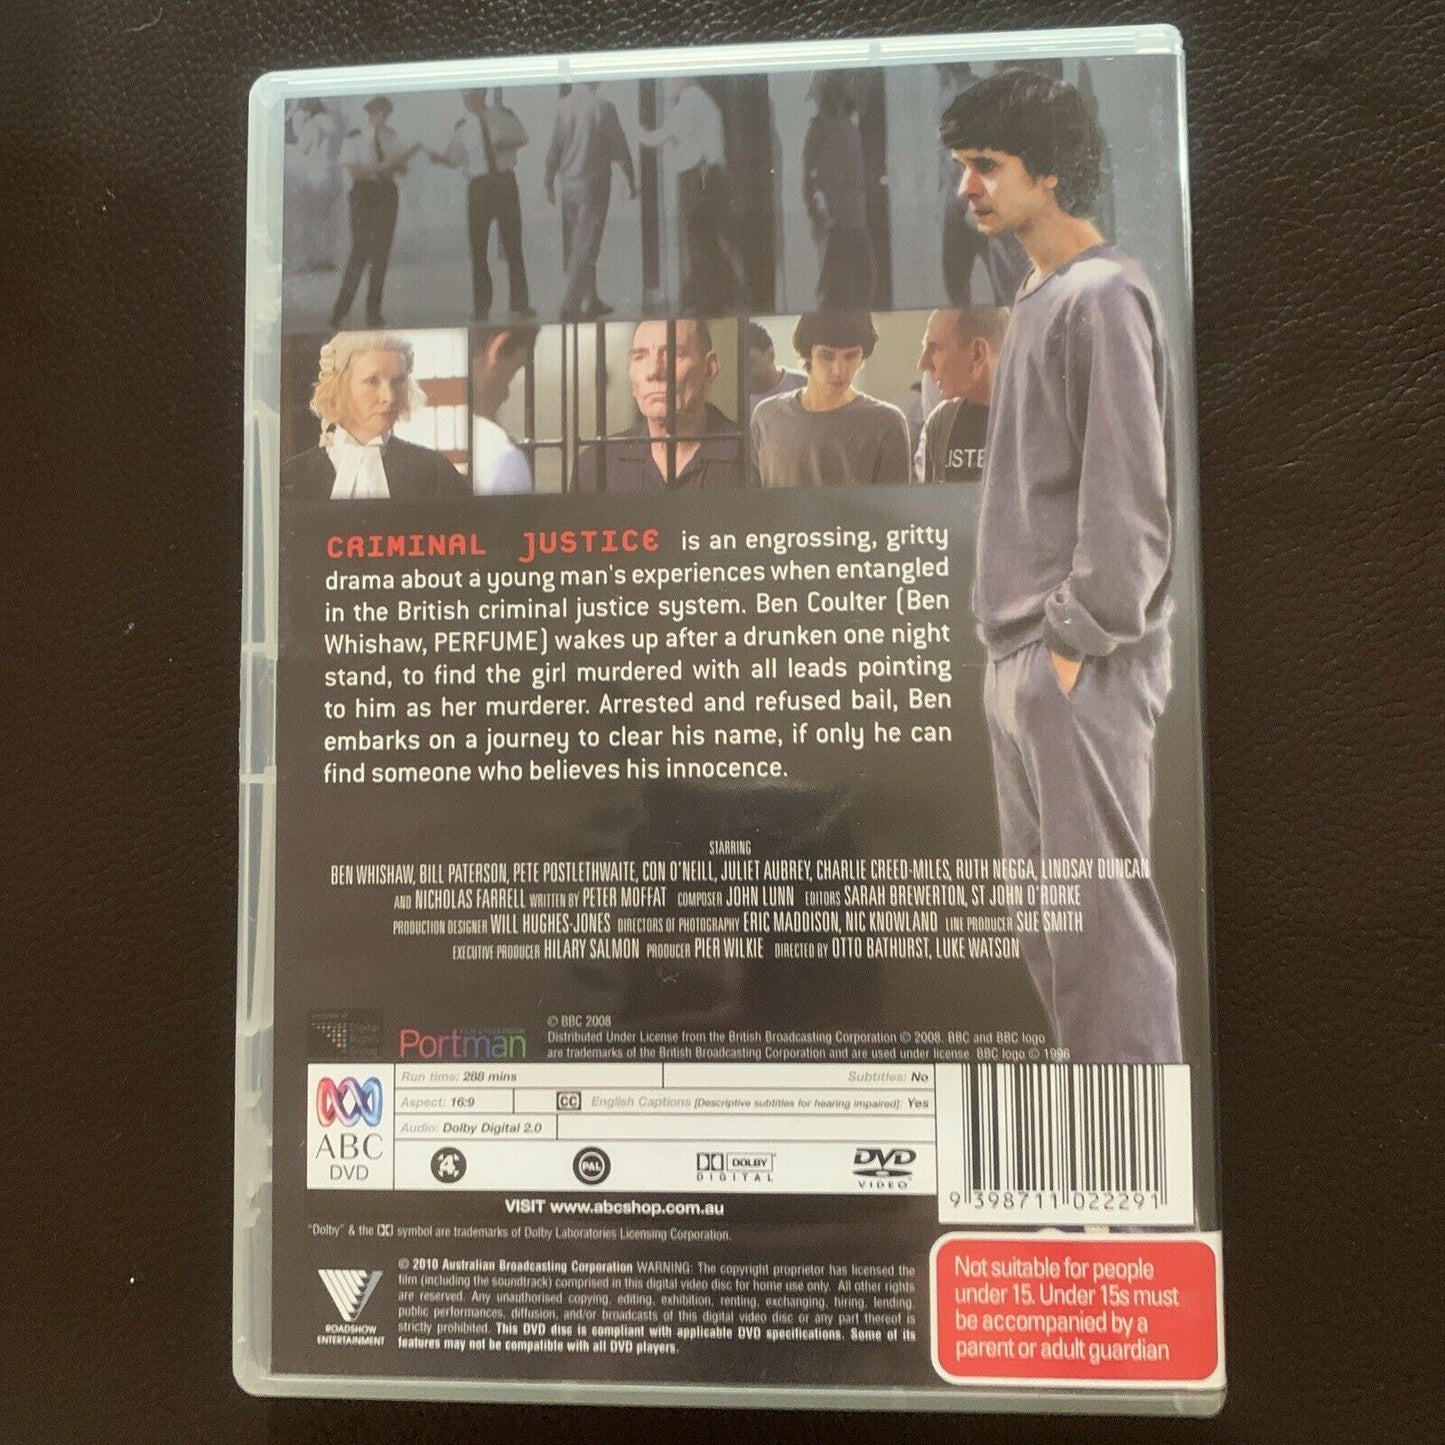 LISTE
CRIMINAL JUSTICE is an engrossing, gritty
drama about a young man's experiences when entangled
in the British criminal justice system. Ben Coulter (Ben
Whishaw, PERFUME) wakes up after a drunken one night
stand, to find the girl murdered with all leads pointing
to him as her murderer. Arrested and refused bail, Ben
embarks on a journey to clear his name, if only he can
find someone who believes his innocence.
STARRING
BEN WHISHAW, BILL PATERSON, PETE POSTLETHWAITE, CON O'NEILL, JULIET AUBREY, CHARLIE CREED-MILES, RUTH NEGGA, LINDSAY DUNCAN
AND NICHOLAS FARRELL WRITTEN BY PETER MOFFAT COMPOSER JOHN LUNN EDITORS SARAH BREWERTON, ST JOHN O'RORKE
PRODUCTION DESIGNER WILL HUGHES-JONES DIRECTORS OF PHOTOGRAPHY ERIC MADDISON, NIC KNOWLAND LINE PRODUCER SUE SMITH
EXECUTIVE PRODUCER HILARY SALMON PRODUCER PIER WILKIE DIRECTED BY OTTO BATHURST, LUKE WATSON
Digital
Rights
Portman
FILM & TELEVISION
© BBC 2008
Distributed Under License from the British Broadcasting Corporation © 2008. BBC and BBC logo
are trademarks of the British Broadcasting Corporation and are used under license BBC logo © 1996
ABC
DVD
Run time: 288 mins
Subtitles: No
Aspect: 16:9
CC English Captions [Descriptive subtitles for hearing impaired]: Yes
Audio: Dolby Digital 2.0
4
PAL
DOLBY
DIGITAL
DVD
VIDEO
9 398711 022291
VISIT www.abcshop.com.au
"Dolby" & the symbol are trademarks of Dolby Laboratories Licensing Corporation.
ROADSHOW
ENTERTAINMENT
© 2010 Australian Broadcasting Corporation WARNING: The copyright proprietor has licensed the
film (including the soundtrack) comprised in this digital video disc for home use only. All other rights
are reserved. Any unauthorised copying, editing, exhibition, renting, exchanging, hiring, lending,
public performances, diffusion, and/or broadcasts of this digital video disc or any part thereof is
strictly prohibited. This DVD disc is compliant with applicable DVD specifications. Some of its
features may not be compatible with all DVD players.
Not suitable for people
under 15. Under 15s must
be accompanied by a
parent or adult guardian